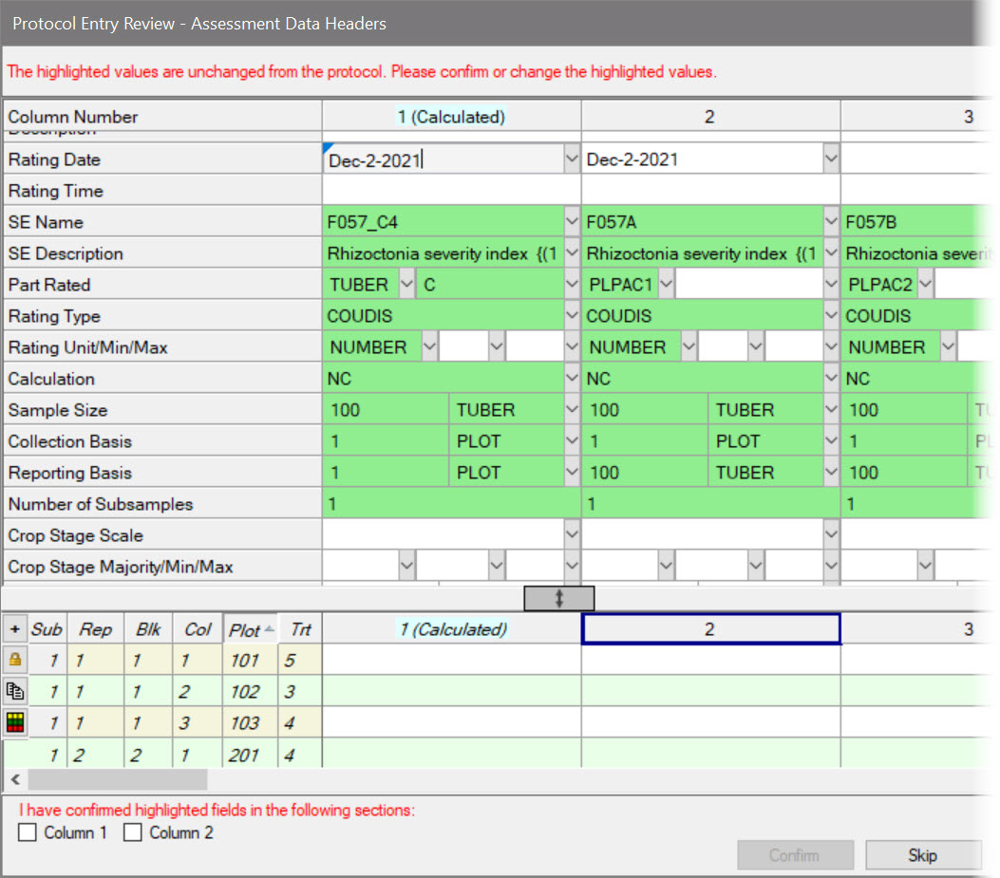 Protocol Entry Review - Assessment Data Headers
The highlighted values are unchanged from the protocol. Please confirm or change the highlighted values.
Column Number 1 (Calculated) 2 3
Description
Rating Date Dec-2-2021 Dec-2-2021
Rating Time
SE Name F057_C4 F057A F057B
SE Description Rhizoctonia severity index {(1 Rhizoctonia severity index {(1 Rhizoctonia severit
Part Rated TUBER C PLPAC1 PLPAC2
Rating Type COUDIS COUDIS COUDIS
Rating Unit/Min/Max NUMBER NUMBER NUMBER
Calculation NC NC NC
Sample Size 100 TUBER 100 TUBER 100 TU
Collection Basis 1 PLOT 1 PLOT 1 PL
Reporting Basis 1 PLOT 100 TUBER 100 TU
Number of Subsamples 1 1 1
Crop Stage Scale
Crop Stage Majority/Min/Max
+ Sub Rep Blk Col Plot Trt 1 (Calculated) 2 3
1 1 1 1 101 5
1 1 1 2 102 3
1 1 1 3 103 4
1 2 2 1 201 4
I have confirmed highlighted fields in the following sections:
Column 1 Column 2
Confirm Skip